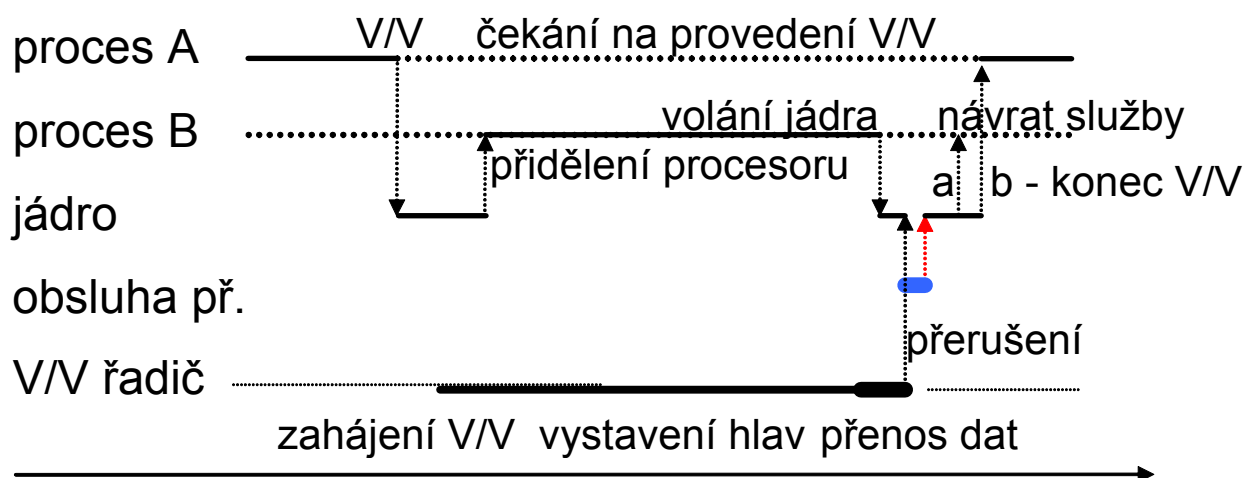 proces A V/V čekání na provedení V/V
proces B volání jádra návrat služby
přidělení procesoru a b - konec V/V
jádro
obsluha př.
přerušení
V/V řadič
zahájení V/V vystavení hlav přenos dat